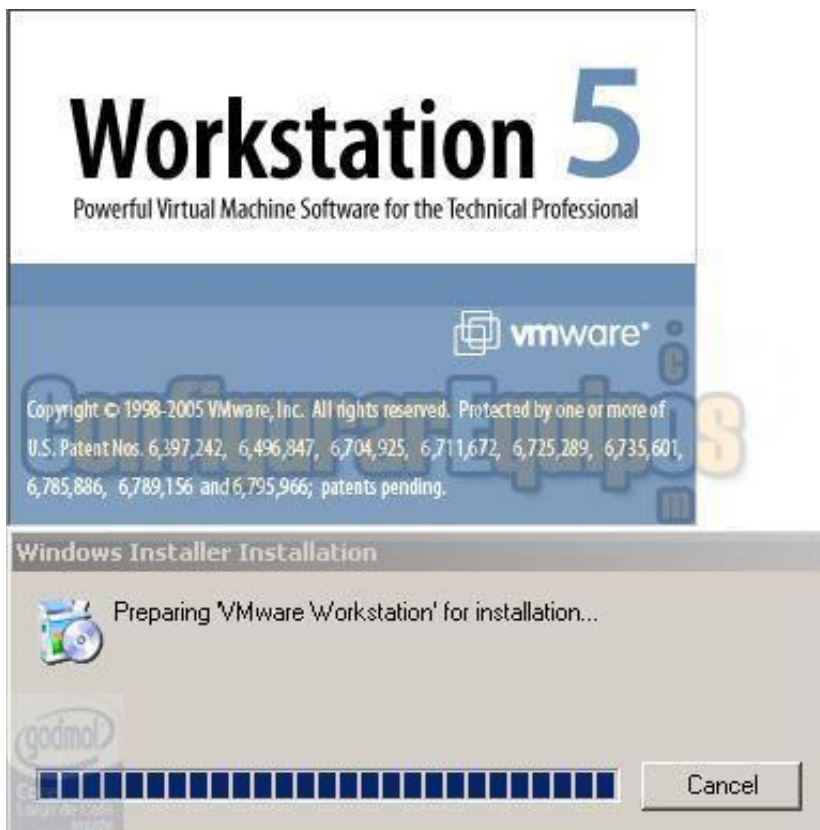 Workstation 5
Powerful Virtual Machine Software for the Technical Professional
vmware®
Configurar Equipos
.com
Copyright © 1998-2005 VMware, Inc. All rights reserved. Protected by one or more of
U.S. Patent Nos. 6,397,242, 6,496,847, 6,704,925, 6,711,672, 6,725,289, 6,735,601,
6,785,886, 6,789,156 and 6,795,966; patents pending.
Windows Installer Installation
Preparing 'VMware Workstation' for installation...
godmol
Cancel